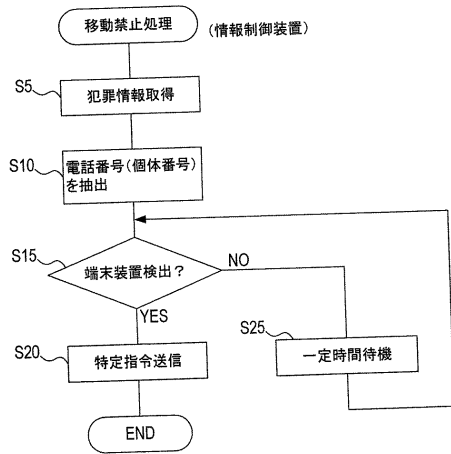 移動禁止処理
(情報制御装置)
S5
犯罪情報取得
S10
電話番号(個体番号)
を抽出
S15
端末装置検出?
NO
YES
S20
特定指令送信
S25
一定時間待機
END